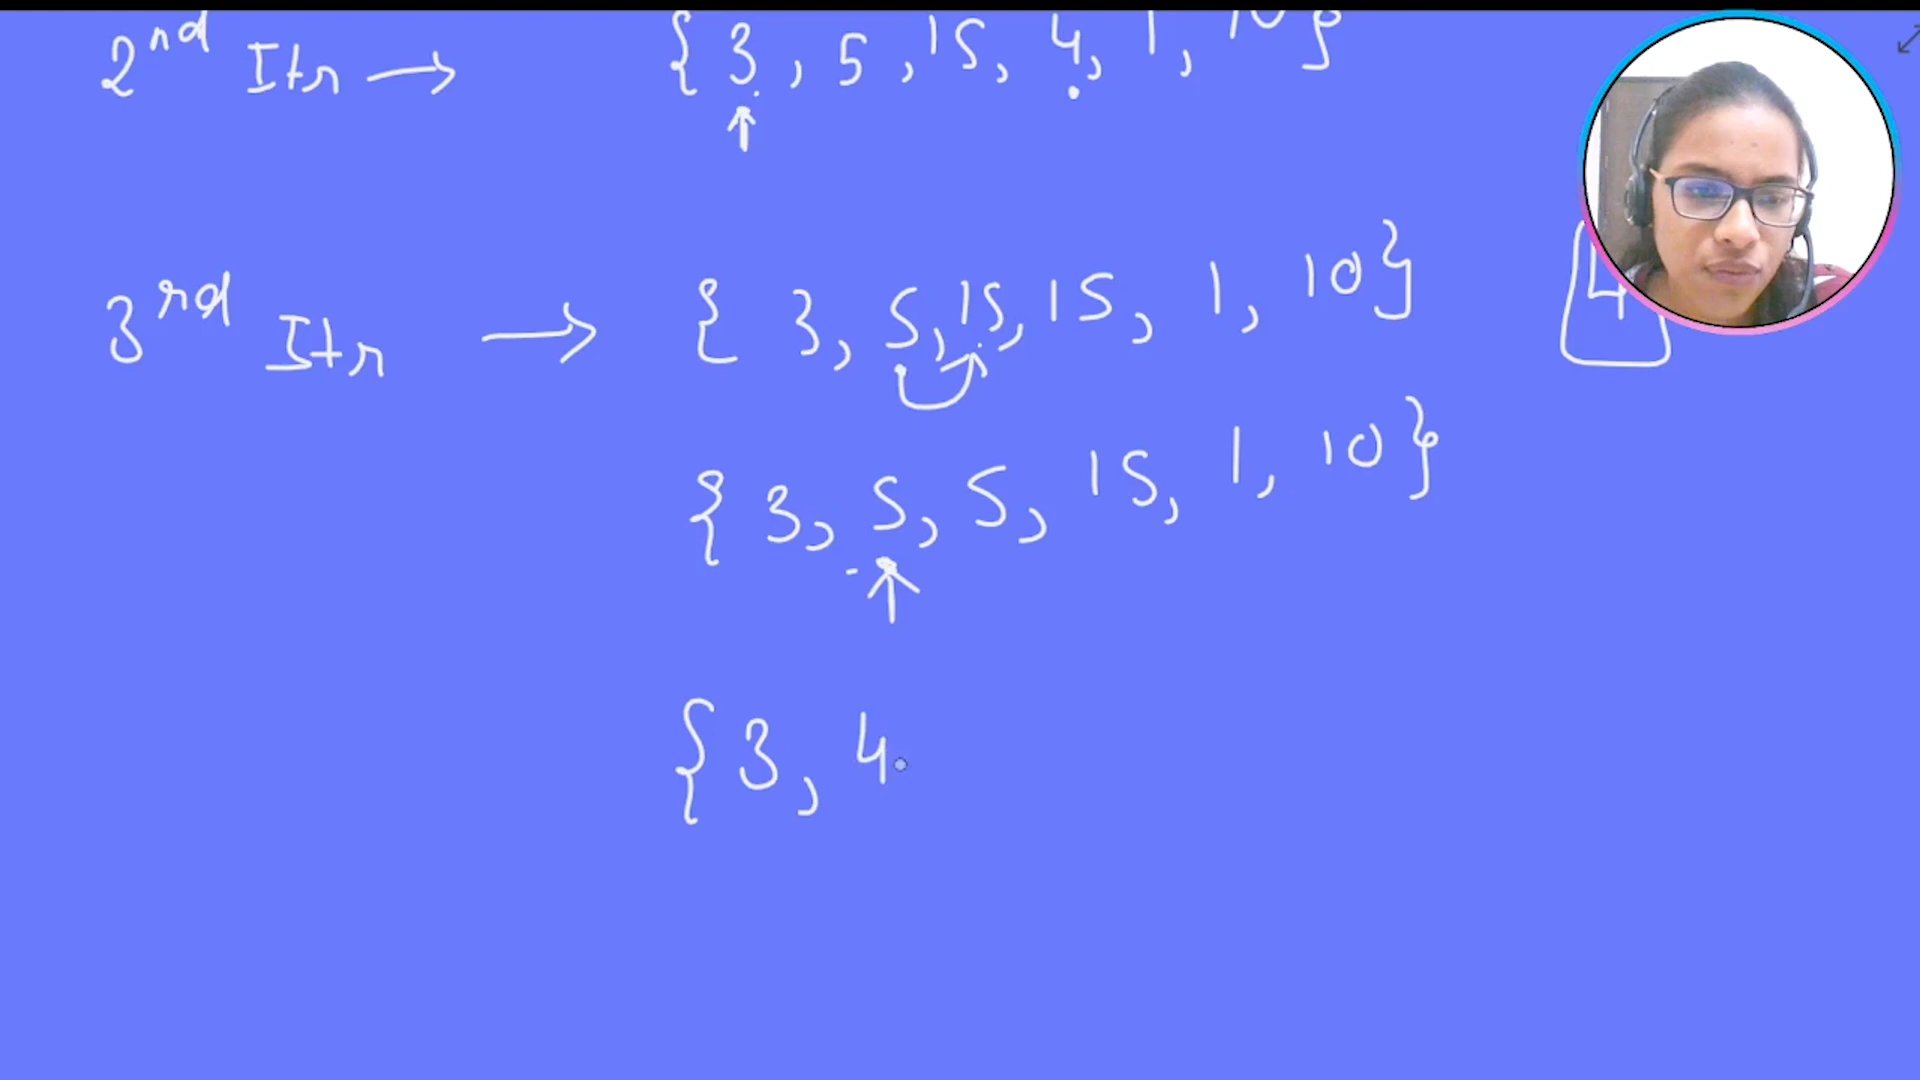 2nd Itr → {3, 5, 15, 4, 1, 10}
3rd Itr → {3, 5, 15, 15, 1, 10} 4
{3, 5, 5, 15, 1, 10}
{3, 4